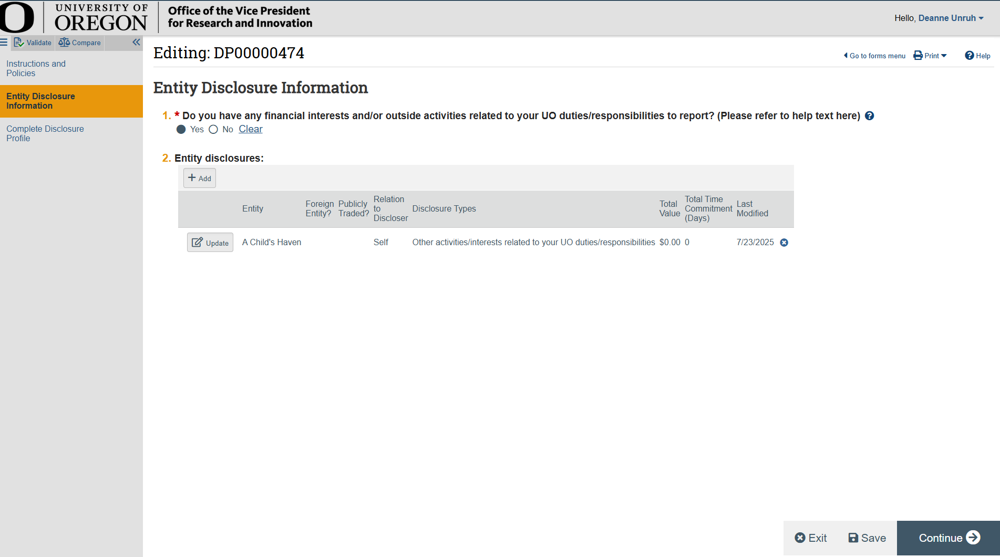 UNIVERSITY OF
OREGON
Office of the Vice President
for Research and Innovation
Hello, Deanne Unruh
Validate
Compare
Instructions and
Policies
Entity Disclosure
Information
Complete Disclosure
Profile
Editing: DP00000474
Go to forms menu
Print
Help
Entity Disclosure Information
1. * Do you have any financial interests and/or outside activities related to your UO duties/responsibilities to report? (Please refer to help text here)
Yes No Clear
2. Entity disclosures:
+ Add
Entity
Foreign
Entity?
Publicly
Traded?
Relation
to
Discloser
Disclosure Types
Total
Value
Total Time
Commitment
(Days)
Last
Modified
Update A Child's Haven Self Other activities/interests related to your UO duties/responsibilities $0.00 0 7/23/2025
Exit
Save
Continue